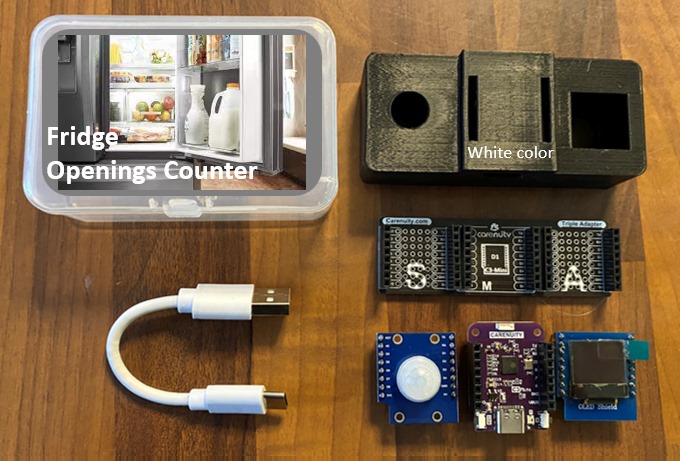 Fridge
Openings Counter
White color
Carenuity.com
carenuity
Triple Adapter
D1
C3-Mini
S
M
A
CARENUITY
OLED Shield